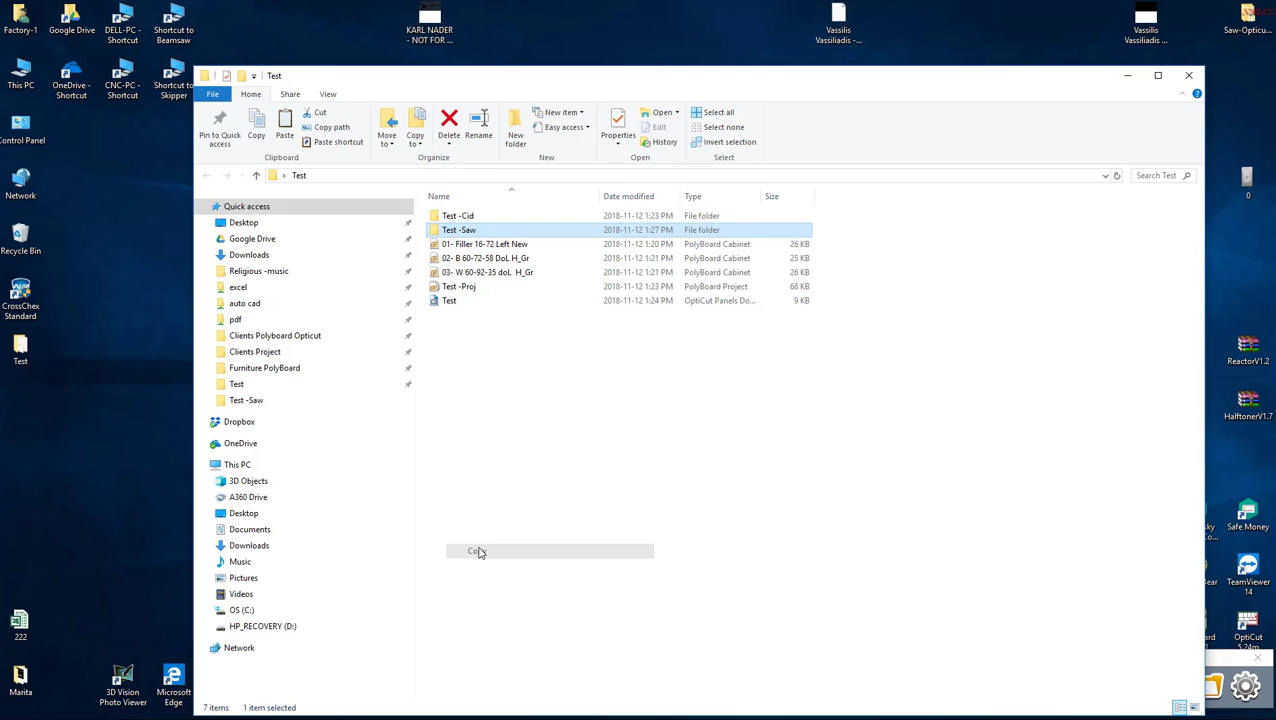 Factory-1
Google Drive
DELL-PC - Shortcut
Shortcut to Beamsaw
KARL NADER - NOT FOR ...
Vassilis Vassiliadis -...
Vassilis Vassiliadis ...
Saw-Opticu...
This PC
OneDrive - Shortcut
CNC-PC - Shortcut
Shortcut to Skipper
Control Panel
Network
Recycle Bin
CrossChex Standard
Test
222
Marita
3D Vision Photo Viewer
Microsoft Edge
Test
File
Home
Share
View
Pin to Quick access
Copy
Paste
Cut
Copy path
Paste shortcut
Clipboard
Move to
Copy to
Delete
Rename
Organize
New folder
New item
Easy access
New
Properties
Open
Edit
History
Open
Select all
Select none
Invert selection
Select
Test
Search Test
Name
Date modified
Type
Size
Quick access
Desktop
Google Drive
Downloads
Religious -music
excel
auto cad
pdf
Clients Polyboard Opticut
Clients Project
Furniture PolyBoard
Test
Test -Saw
Dropbox
OneDrive
This PC
3D Objects
A360 Drive
Desktop
Documents
Downloads
Music
Pictures
Videos
OS (C:)
HP_RECOVERY (D:)
Network
Test -Cid 2018-11-12 1:23 PM File folder
Test -Saw 2018-11-12 1:27 PM File folder
01- Filler 16-72 Left New 2018-11-12 1:20 PM PolyBoard Cabinet 26 KB
02- B 60-72-58 DoL H_Gr 2018-11-12 1:21 PM PolyBoard Cabinet 25 KB
03- W 60-92-35 doL H_Gr 2018-11-12 1:21 PM PolyBoard Cabinet 26 KB
Test -Proj 2018-11-12 1:23 PM PolyBoard Project 68 KB
Test 2018-11-12 1:24 PM OptiCut Panels Do... 9 KB
Copy
7 items
1 item selected
0
ReactorV1.2
HalftonerV1.7
Safe Money
TeamViewer 14
OptiCut 5.24m